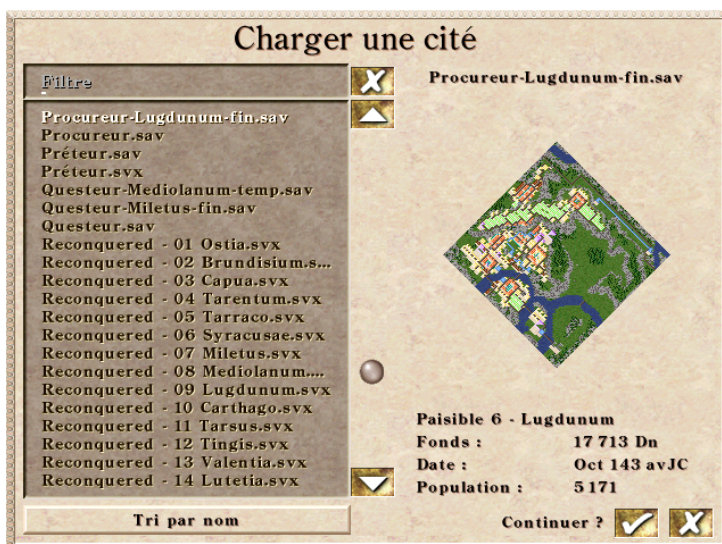 Charger une cité
Filtre
Procureur-Lugdunum-fin.sav
Procureur.sav
Préteur.sav
Préteur.svx
Questeur-Mediolanum-temp.sav
Questeur-Miletus-fin.sav
Questeur.sav
Reconquered - 01 Ostia.svx
Reconquered - 02 Brundisium.s...
Reconquered - 03 Capua.svx
Reconquered - 04 Tarentum.svx
Reconquered - 05 Tarraco.svx
Reconquered - 06 Syracusae.svx
Reconquered - 07 Miletus.svx
Reconquered - 08 Mediolanum....
Reconquered - 09 Lugdunum.svx
Reconquered - 10 Carthago.svx
Reconquered - 11 Tarsus.svx
Reconquered - 12 Tingis.svx
Reconquered - 13 Valentia.svx
Reconquered - 14 Lutetia.svx
Tri par nom
Procureur-Lugdunum-fin.sav
Paisible 6 - Lugdunum
Fonds : 17 713 Dn
Date : Oct 143 avJC
Population : 5 171
Continuer ?